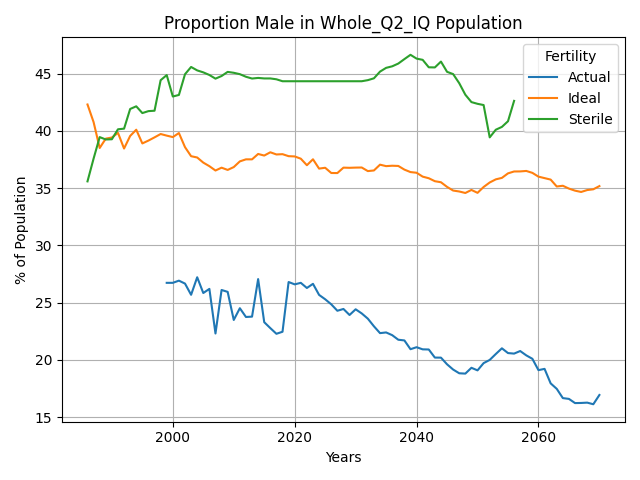 Proportion Male in Whole_Q2_IQ Population
Fertility
Actual
Ideal
Sterile
% of Population
45
40
35
30
25
20
15
2000
2020
2040
2060
Years